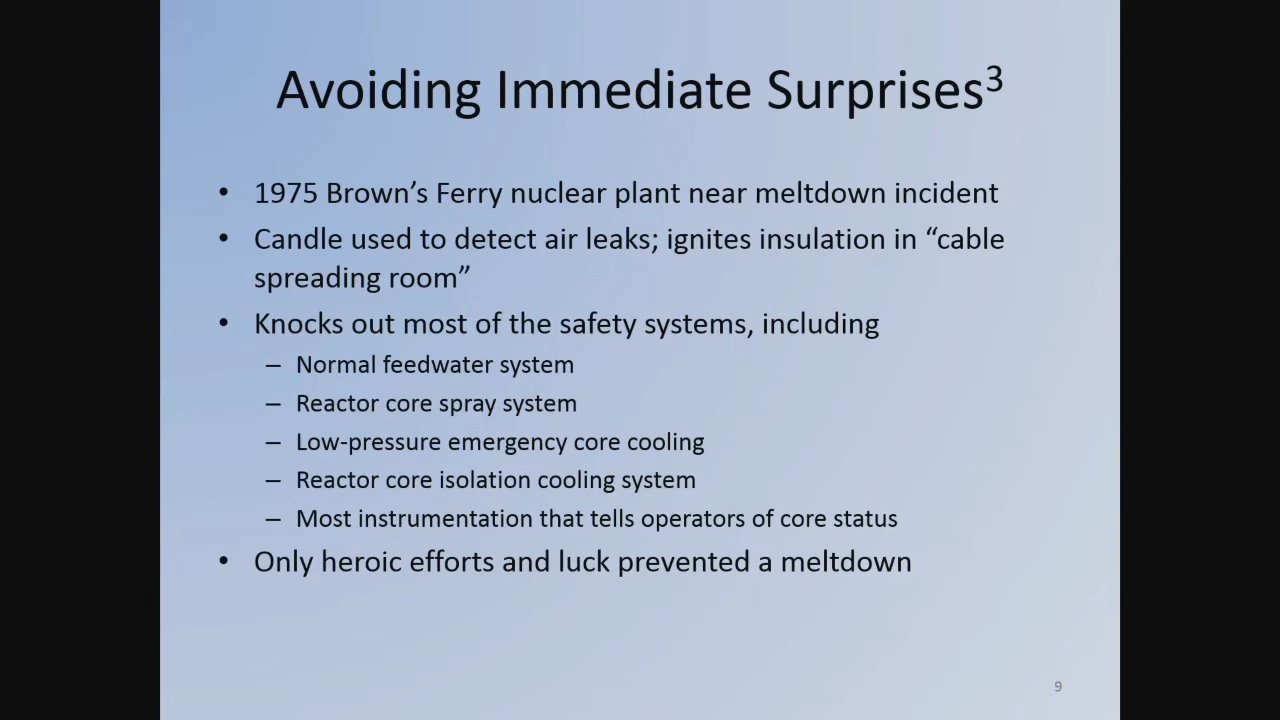 Avoiding Immediate Surprises³
• 1975 Brown’s Ferry nuclear plant near meltdown incident
• Candle used to detect air leaks; ignites insulation in “cable
spreading room”
• Knocks out most of the safety systems, including
– Normal feedwater system
– Reactor core spray system
– Low-pressure emergency core cooling
– Reactor core isolation cooling system
– Most instrumentation that tells operators of core status
• Only heroic efforts and luck prevented a meltdown
9